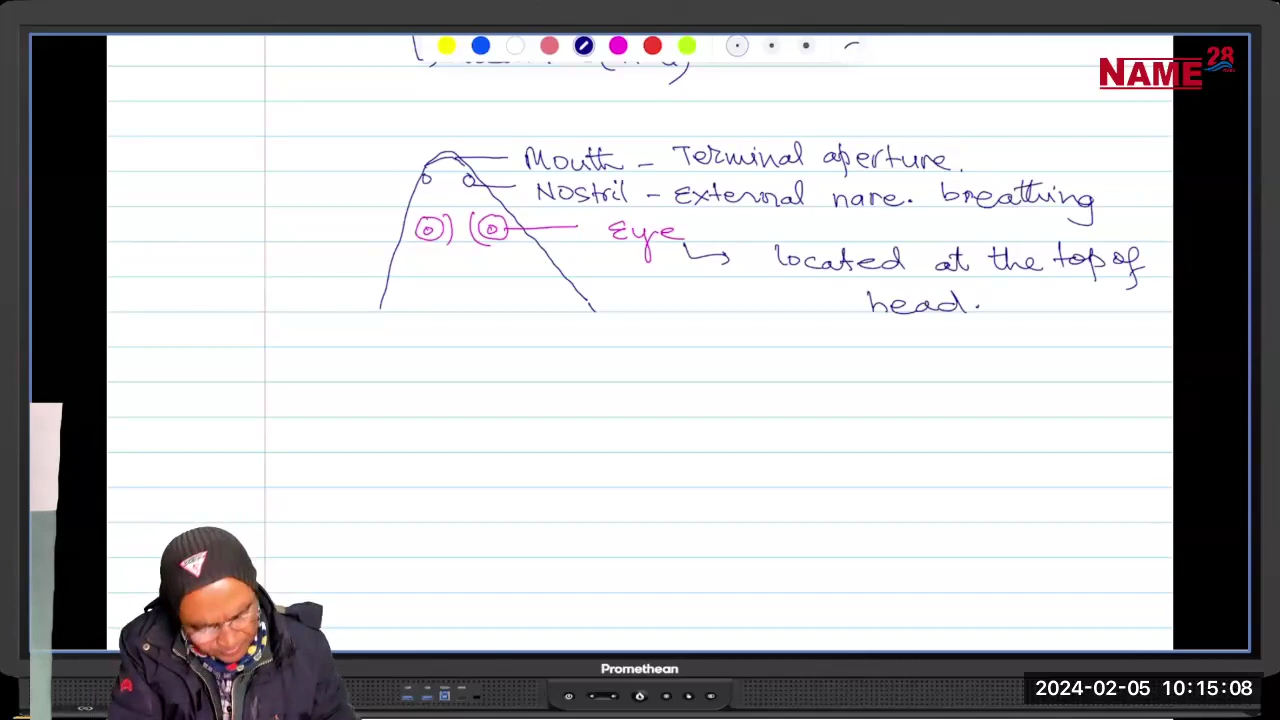 NAME 28
Mouth - Terminal aperture.
Nostril - External nare. breathing
Eye
located at the top of
head.
Promethean
2024-02-05 10:15:08